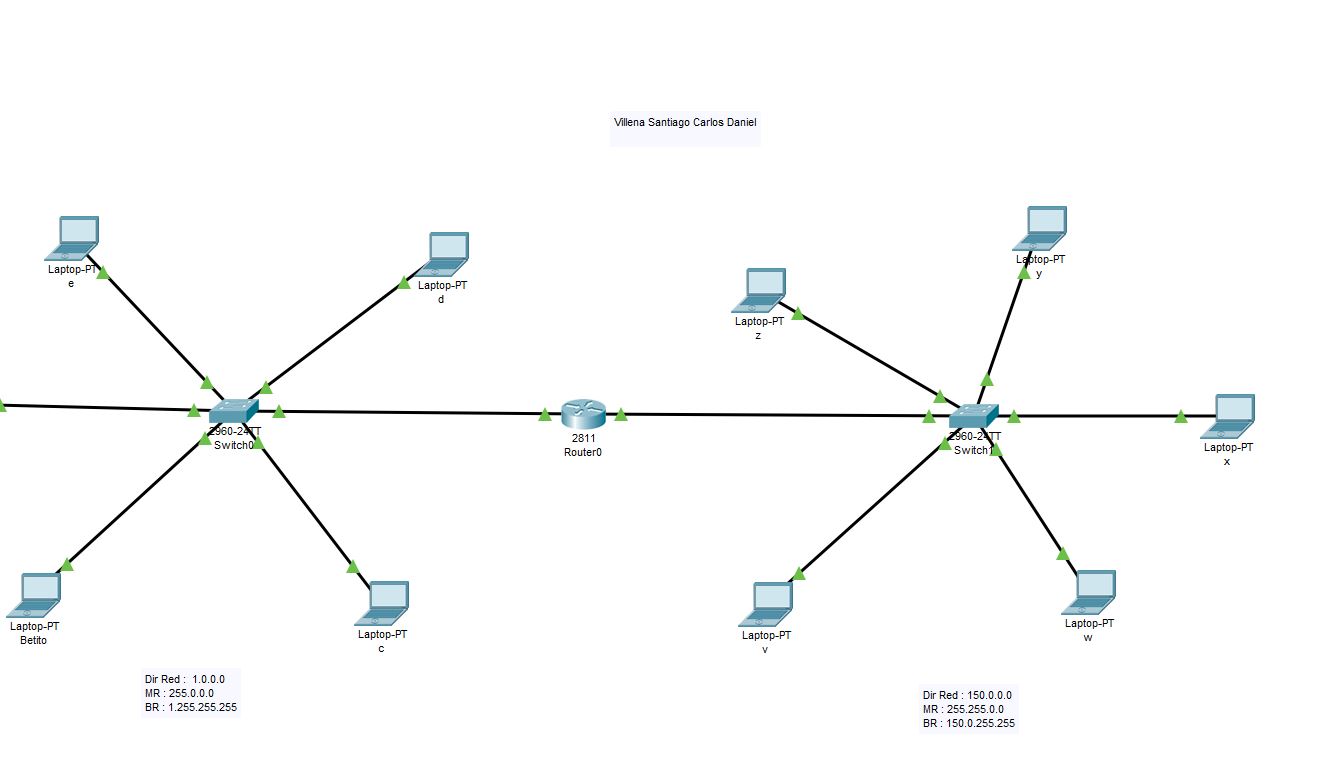 Villena Santiago Carlos Daniel
Laptop-PT
y
Laptop-PT
e
Laptop-PT
d
Laptop-PT
z
2960-24TT
Switch0
2811
Router0
2960-24TT
Switch1
Laptop-PT
x
Laptop-PT
Betito
Laptop-PT
c
Laptop-PT
v
Laptop-PT
w
Dir Red :  1.0.0.0
MR : 255.0.0.0
BR : 1.255.255.255
Dir Red : 150.0.0.0
MR : 255.255.0.0
BR : 150.0.255.255